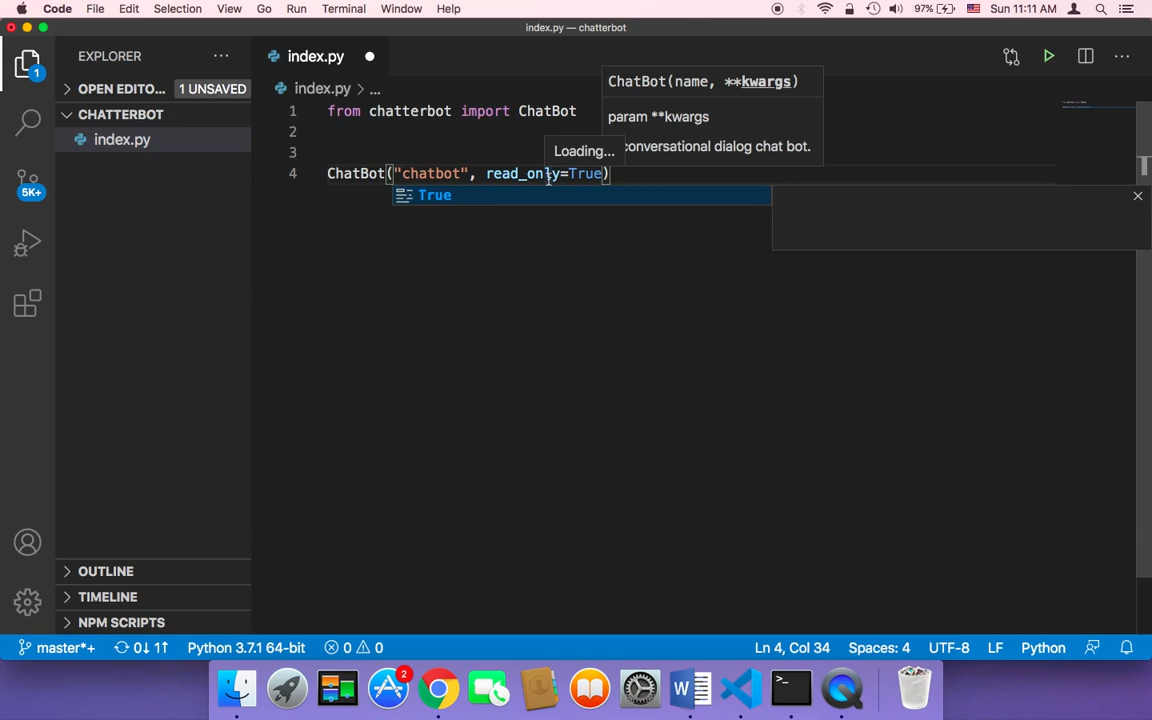 Code File Edit Selection View Go Run Terminal Window Help 97% Sun 11:11 AM
index.py — chatterbot
EXPLORER
1
OPEN EDITO... 1 UNSAVED
CHATTERBOT
index.py
5K+
index.py
index.py > ...
ChatBot(name, **kwargs)
param **kwargs
conversational dialog chat bot.
Loading...
1 from chatterbot import ChatBot
2
3
4 ChatBot("chatbot", read_only=True)
True
OUTLINE
TIMELINE
NPM SCRIPTS
master*+ 0↓ 1↑ Python 3.7.1 64-bit 0 0 Ln 4, Col 34 Spaces: 4 UTF-8 LF Python
2